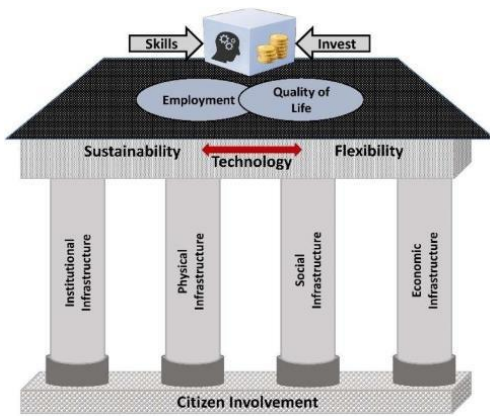 Skills
Invest
Employment
Quality of
Life
Sustainability
Technology
Flexibility
Institutional
Infrastructure
Physical
Infrastructure
Social
Infrastructure
Economic
Infrastructure
Citizen Involvement